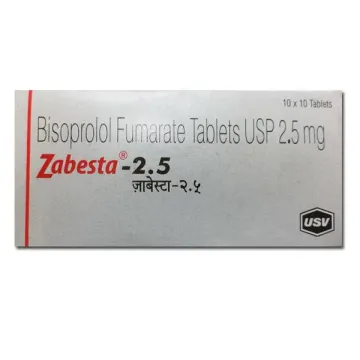 10 x 10 Tablets
Bisoprolol Fumarate Tablets USP 2.5 mg
Zabesta®-2.5
ज़ाबेस्टा-२.५
USV